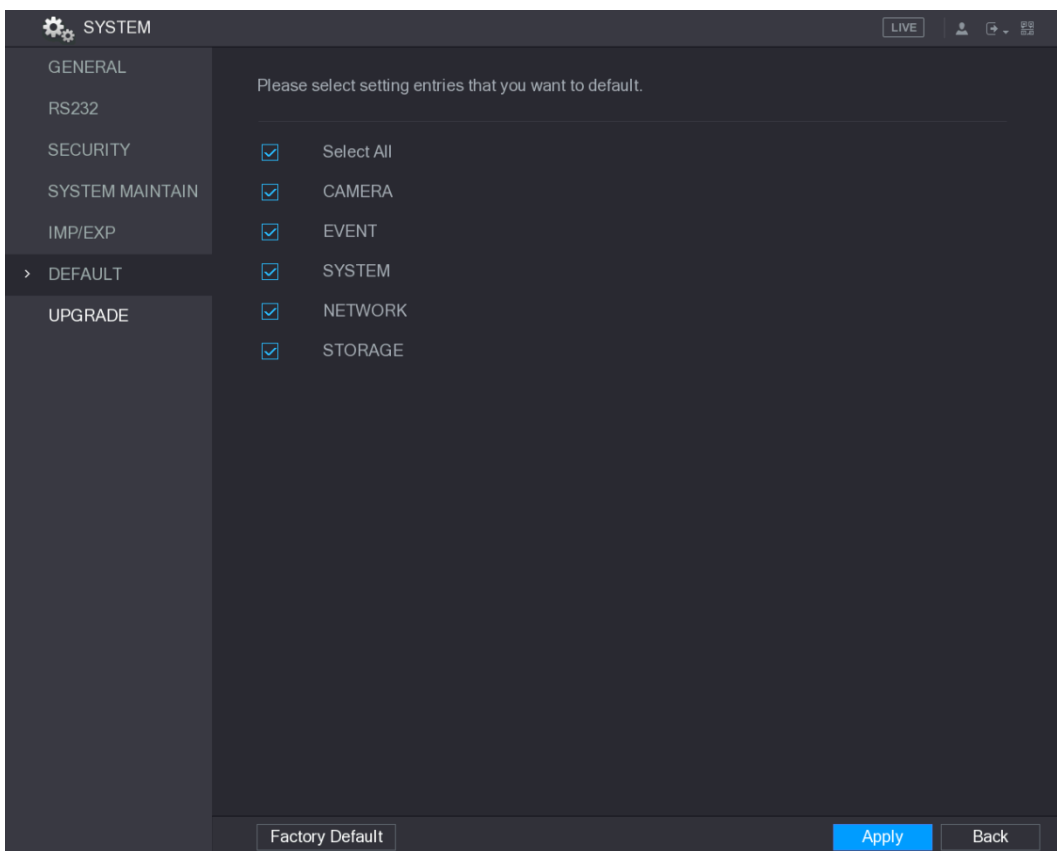 SYSTEM
LIVE
GENERAL
RS232
SECURITY
SYSTEM MAINTAIN
IMP/EXP
DEFAULT
UPGRADE
Please select setting entries that you want to default.
Select All
CAMERA
EVENT
SYSTEM
NETWORK
STORAGE
Factory Default
Apply
Back